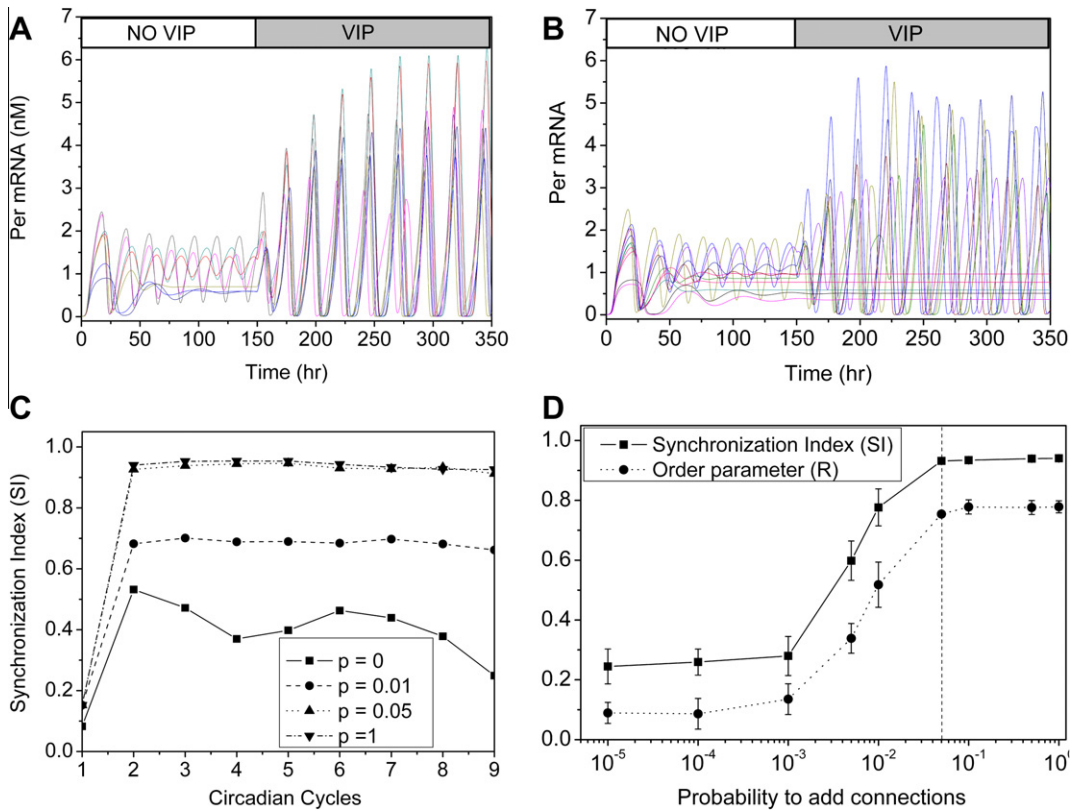 A
NO VIP
VIP
Per mRNA (nM)
7
6
5
4
3
2
1
0
0 50 100 150 200 250 300 350
Time (hr)
B
NO VIP
VIP
Per mRNA
7
6
5
4
3
2
1
0
0 50 100 150 200 250 300 350
Time (hr)
C
Synchronization Index (SI)
1.0
0.8
0.6
0.4
0.2
0.0
p = 0
p = 0.01
p = 0.05
p =1
1 2 3 4 5 6 7 8 9
Circadian Cycles
D
Synchronization Index (SI)
Order parameter (R)
1.0
0.8
0.6
0.4
0.2
0.0
10⁻⁵ 10⁻⁴ 10⁻³ 10⁻² 10⁻¹ 10⁰
Probability to add connections